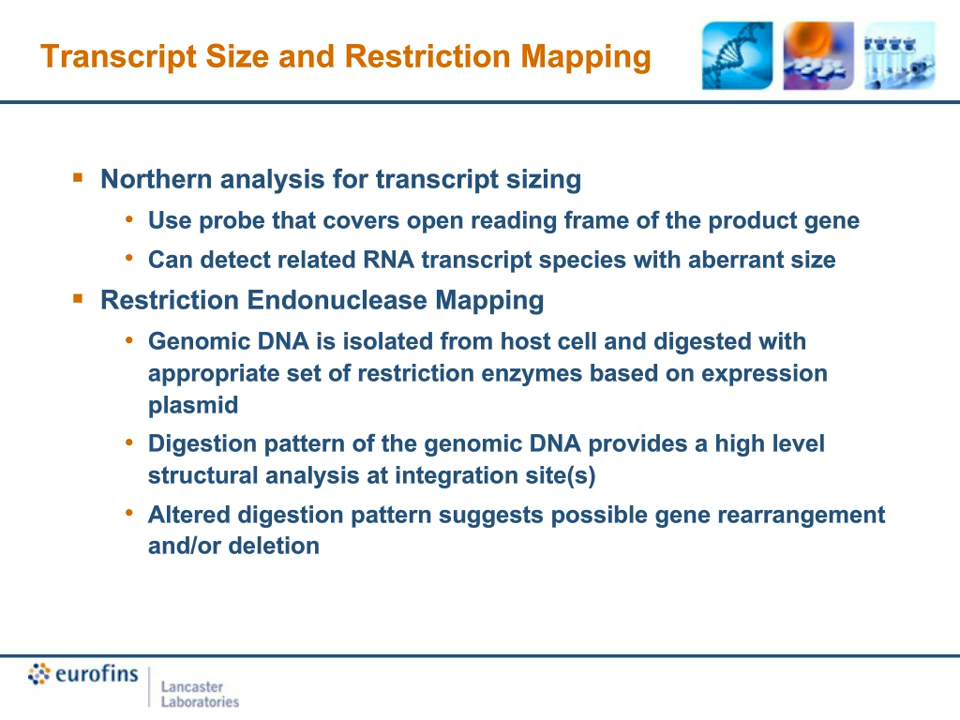 Transcript Size and Restriction Mapping
▪ Northern analysis for transcript sizing
• Use probe that covers open reading frame of the product gene
• Can detect related RNA transcript species with aberrant size
▪ Restriction Endonuclease Mapping
• Genomic DNA is isolated from host cell and digested with
appropriate set of restriction enzymes based on expression
plasmid
• Digestion pattern of the genomic DNA provides a high level
structural analysis at integration site(s)
• Altered digestion pattern suggests possible gene rearrangement
and/or deletion
eurofins
Lancaster
Laboratories